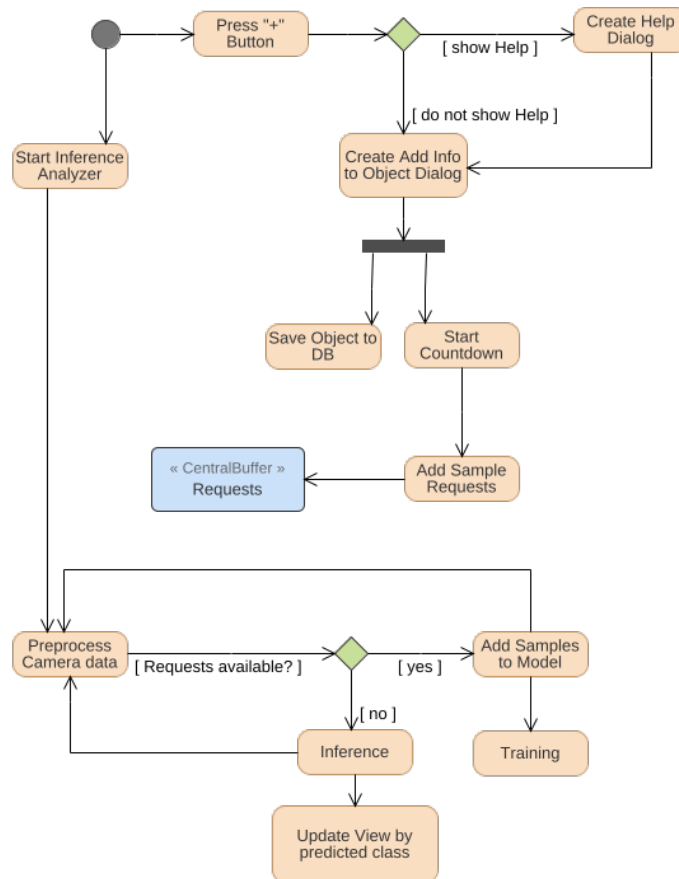 Press "+"
Button
Create Help
Dialog
[ show Help ]
[ do not show Help ]
Start Inference
Analyzer
Create Add Info
to Object Dialog
Save Object to
DB
Start
Countdown
« CentralBuffer »
Requests
Add Sample
Requests
Preprocess
Camera data
[ Requests available? ]
[ yes ]
Add Samples
to Model
[ no ]
Inference
Training
Update View by
predicted class